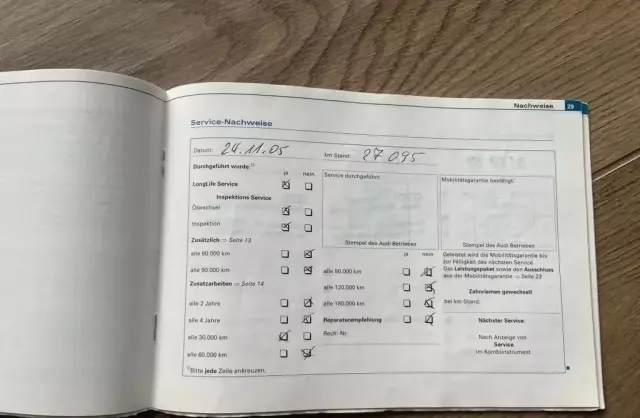 Nachweise 29
Service-Nachweise
Datum: 24.11.05 km-Stand: 27095
Durchgeführt wurde: 1) ja nein
LongLife Service ☒ ☐
Service durchgeführt:
Stempel des Audi Betriebes
Mobilitätsgarantie bestätigt:
Stempel des Audi Betriebes
Inspektions Service
Ölwechsel ☒ ☐
Inspektion ☒ ☐
Zusätzlich ⇒ Seite 13
alle 60.000 km ☐ ☒
alle 90.000 km ☐ ☒
Zusatzarbeiten ⇒ Seite 14
alle 2 Jahre ☐ ☒
alle 4 Jahre ☐ ☒
alle 30.000 km ☒ ☐
alle 60.000 km ☐ ☒
ja nein
alle 90.000 km ☐ ☒
alle 120.000 km ☐ ☒
alle 180.000 km ☐ ☒
Reparaturempfehlung ☐ ☒
Rech.-Nr.
Geleistet wird die Mobilitätsgarantie bis
zur Fälligkeit des nächsten Service.
Das Leistungspaket sowie den Ausschluss
aus der Mobilitätsgarantie ⇒ Seite 23
Zahnriemen gewechselt
bei km-Stand:
Nächster Service:
Nach Anzeige von
Service
im Kombiinstrument
1) Bitte jede Zeile ankreuzen.